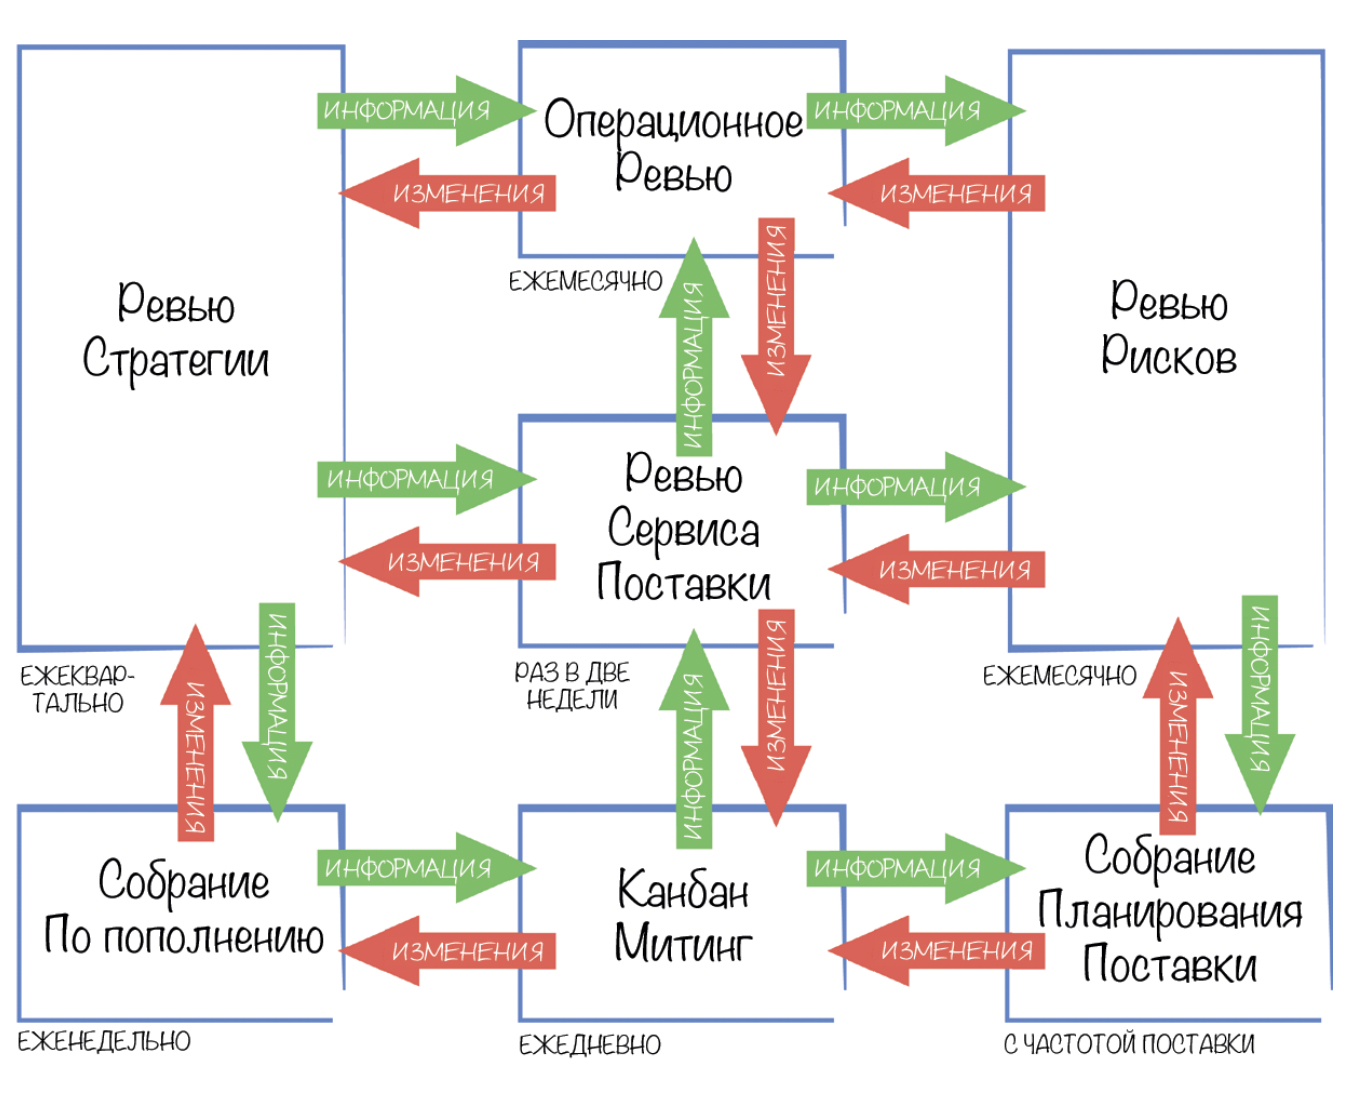 ИНФОРМАЦИЯ
Операционное
Ревью
ИНФОРМАЦИЯ
ИЗМЕНЕНИЯ
ИЗМЕНЕНИЯ
ЕЖЕМЕСЯЧНО
ИНФОРМАЦИЯ
ИЗМЕНЕНИЯ
Ревью
Стратегии
Ревью
Рисков
ИНФОРМАЦИЯ
Ревью
Сервиса
Поставки
ИНФОРМАЦИЯ
ИЗМЕНЕНИЯ
ИЗМЕНЕНИЯ
ЕЖЕКВАР-
ТАЛЬНО
ИЗМЕНЕНИЯ
ИНФОРМАЦИЯ
РАЗ В ДВЕ
НЕДЕЛИ
ИНФОРМАЦИЯ
ИЗМЕНЕНИЯ
ЕЖЕМЕСЯЧНО
ИЗМЕНЕНИЯ
ИНФОРМАЦИЯ
Собрание
По пополнению
ИНФОРМАЦИЯ
ИЗМЕНЕНИЯ
Канбан
Митинг
ИНФОРМАЦИЯ
ИЗМЕНЕНИЯ
Собрание
Планирования
Поставки
ЕЖЕНЕДЕЛЬНО
ЕЖЕДНЕВНО
С ЧАСТОТОЙ ПОСТАВКИ